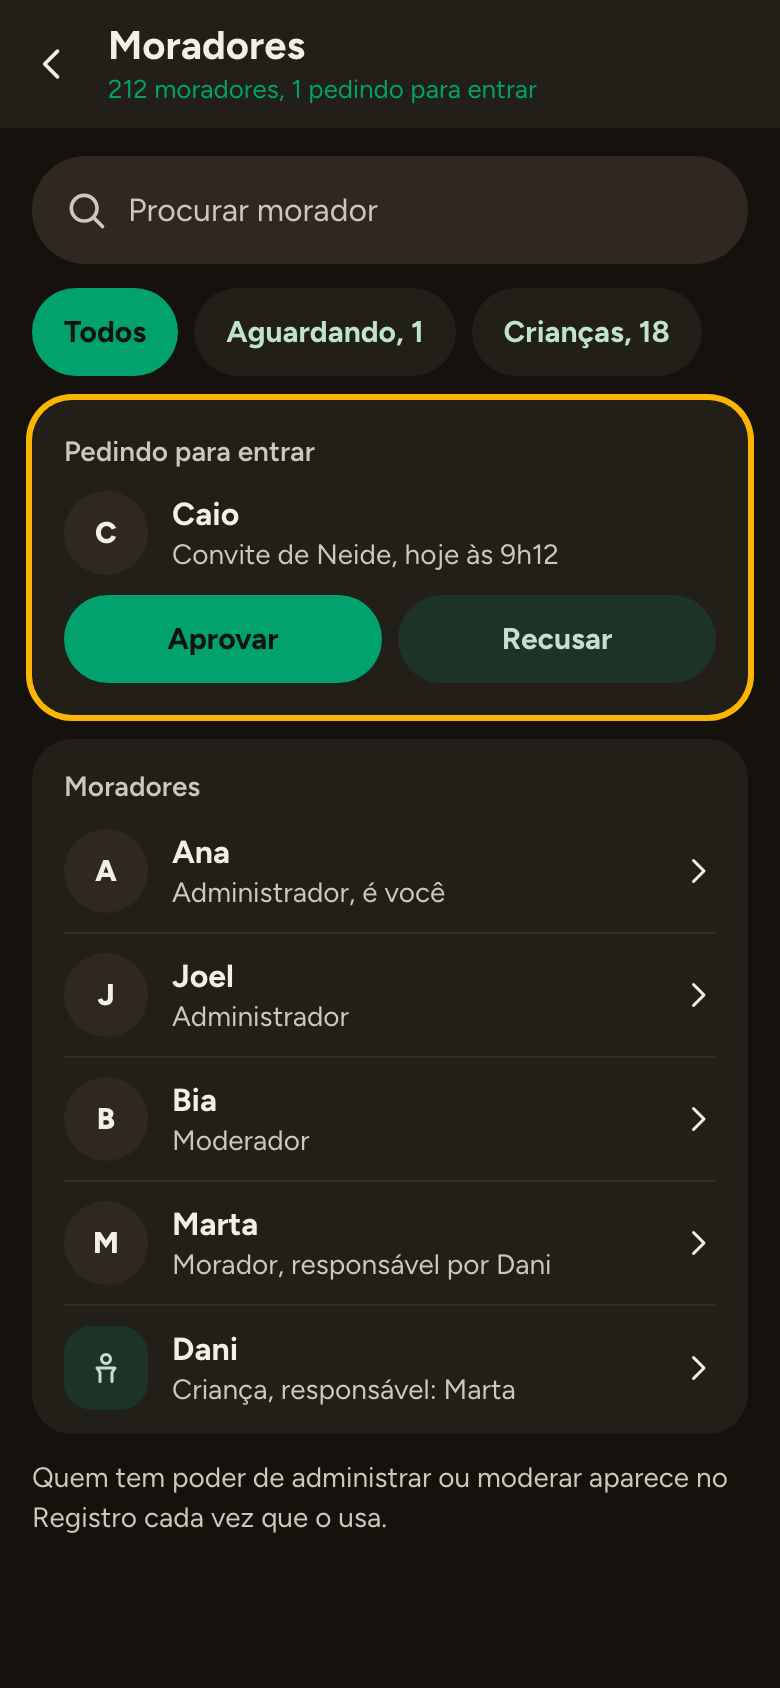 Moradores
212 moradores, 1 pedindo para entrar
Procurar morador
Todos
Aguardando, 1
Crianças, 18
Pedindo para entrar
C
Caio
Convite de Neide, hoje às 9h12
Aprovar
Recusar
Moradores
A
Ana
Administrador, é você
J
Joel
Administrador
B
Bia
Moderador
M
Marta
Morador, responsável por Dani
Dani
Criança, responsável: Marta
Quem tem poder de administrar ou moderar aparece no
Registro cada vez que o usa.